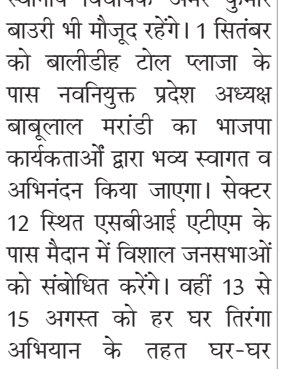 स्थानीय विधायक अमर कुमार
बाउरी भी मौजूद रहेंगे। 1 सितंबर
को बालीडीह टोल प्लाजा के
पास नवनियुक्त प्रदेश अध्यक्ष
बाबूलाल मरांडी का भाजपा
कार्यकताओं द्वारा भव्य स्वागत व
अभिनंदन किया जाएगा। सेक्टर
12 स्थित एसबीआई एटीएम के
पास मैदान में विशाल जनसभाओं
को संबोधित करेंगे। वहीं 13 से
15 अगस्त को हर घर तिरंगा
अभियान के तहत घर-घर